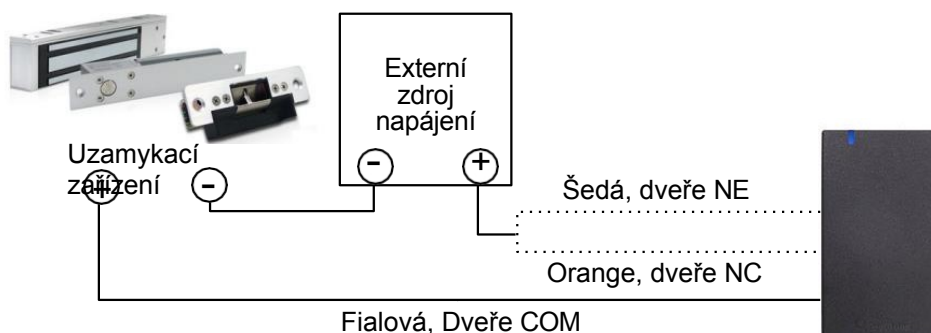 Externí
zdroj
napájení
- +
Uzamykací
zařízení
+ -
Šedá, dveře NE
Orange, dveře NC
Fialová, Dveře COM